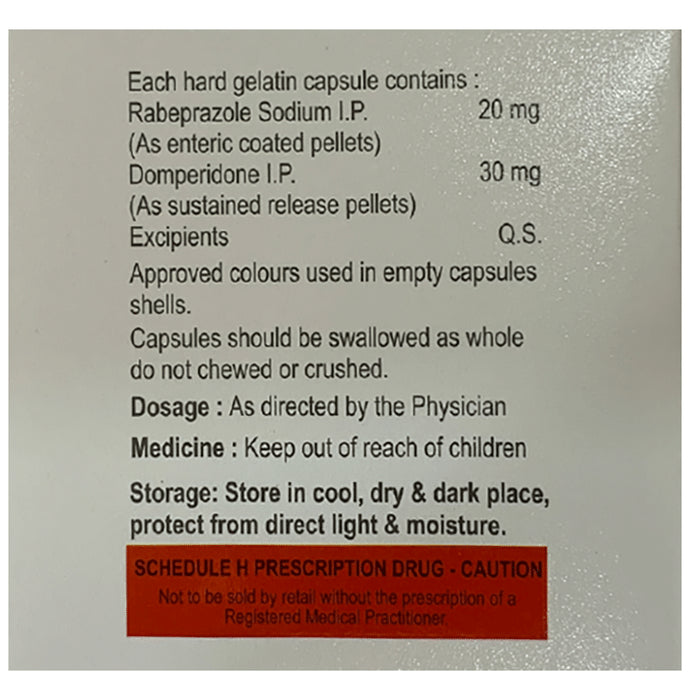 Each hard gelatin capsule contains :
Rabeprazole Sodium I.P. 20 mg
(As enteric coated pellets)
Domperidone I.P. 30 mg
(As sustained release pellets)
Excipients Q.S.
Approved colours used in empty capsules
shells.
Capsules should be swallowed as whole
do not chewed or crushed.
Dosage : As directed by the Physician
Medicine : Keep out of reach of children
Storage: Store in cool, dry & dark place,
protect from direct light & moisture.
SCHEDULE H PRESCRIPTION DRUG - CAUTION
Not to be sold by retail without the prescription of a
Registered Medical Practitioner.